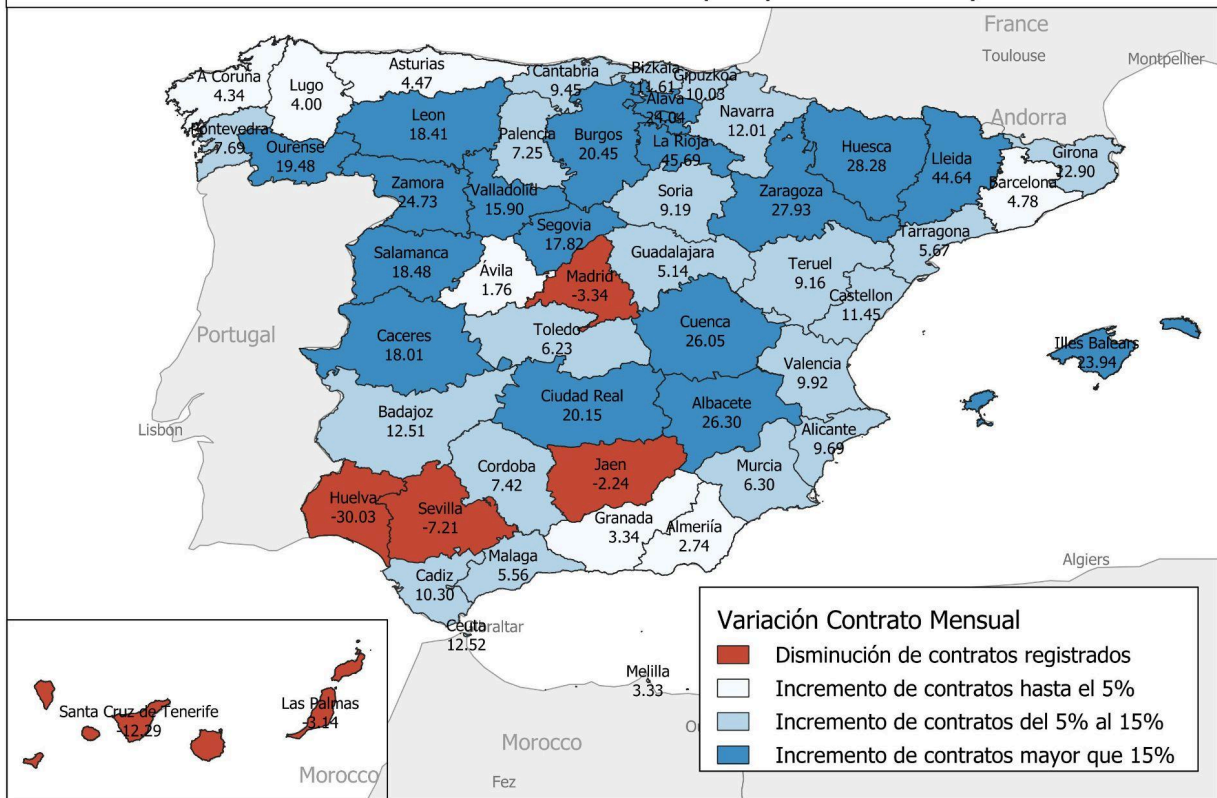 France
Toulouse
Montpellier
Andorra
A Coruña
4.34
Lugo
4.00
Asturias
4.47
Cantabria
9.45
Bizkaia
11.61
Gipuzkoa
10.03
Alava
24.04
Navarra
12.01
Pontevedra
7.69
Ourense
19.48
Leon
18.41
Palencia
7.25
Burgos
20.45
La Rioja
45.69
Huesca
28.28
Lleida
44.64
Girona
12.90
Barcelona
4.78
Zamora
24.73
Valladolid
15.90
Soria
9.19
Zaragoza
27.93
Tarragona
5.67
Segovia
17.82
Salamanca
18.48
Ávila
1.76
Madrid
-3.34
Guadalajara
5.14
Teruel
9.16
Castellon
11.45
Portugal
Caceres
18.01
Toledo
6.23
Cuenca
26.05
Valencia
9.92
Illes Balears
23.94
Lisbon
Badajoz
12.51
Ciudad Real
20.15
Albacete
26.30
Alicante
9.69
Cordoba
7.42
Jaen
-2.24
Murcia
6.30
Huelva
-30.03
Sevilla
-7.21
Granada
3.34
Almeriía
2.74
Malaga
5.56
Cadiz
10.30
Algiers
Ceuta
12.52
Gibraltar
Melilla
3.33
Santa Cruz de Tenerife
-12.29
Las Palmas
-3.14
Morocco
Morocco
Fez
Variación Contrato Mensual
Disminución de contratos registrados
Incremento de contratos hasta el 5%
Incremento de contratos del 5% al 15%
Incremento de contratos mayor que 15%